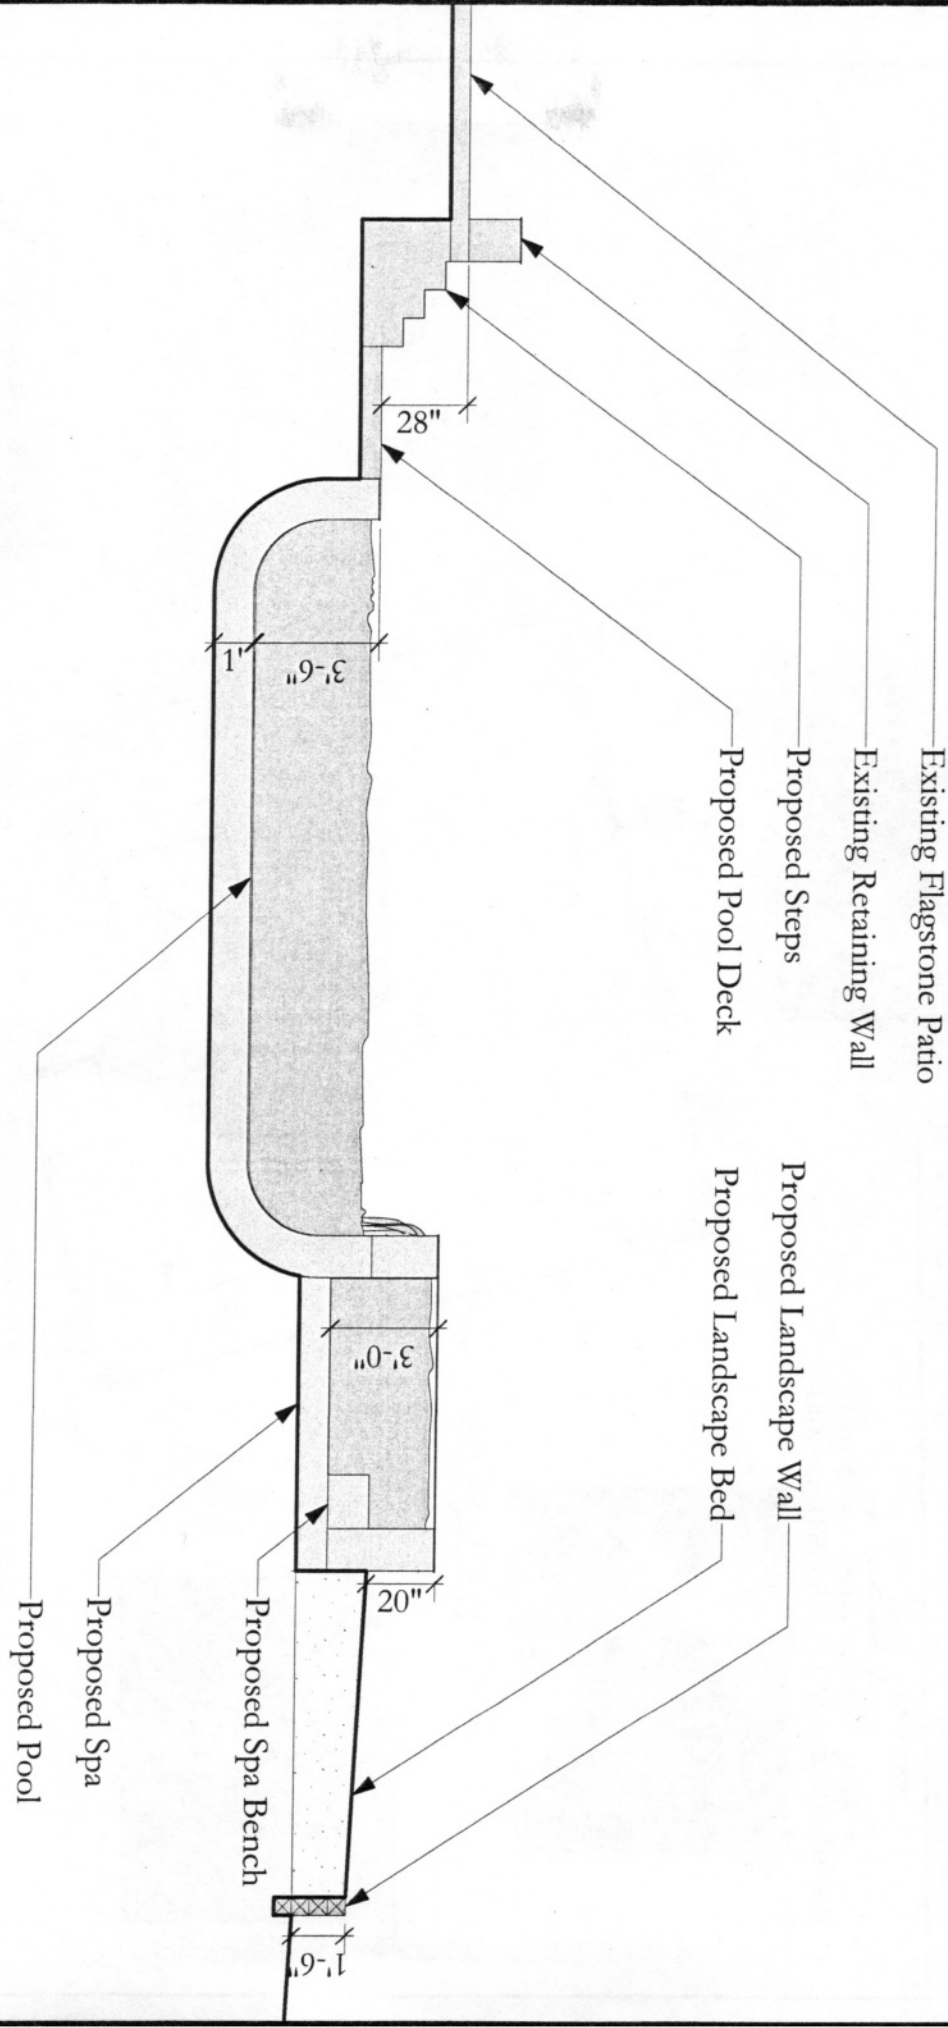 Existing Flagstone Patio
Existing Retaining Wall
Proposed Steps
Proposed Pool Deck
Proposed Landscape Wall
Proposed Landscape Bed
28"
3'-6"
1'
3'-0"
20"
1'-6"
Proposed Spa Bench
Proposed Spa
Proposed Pool